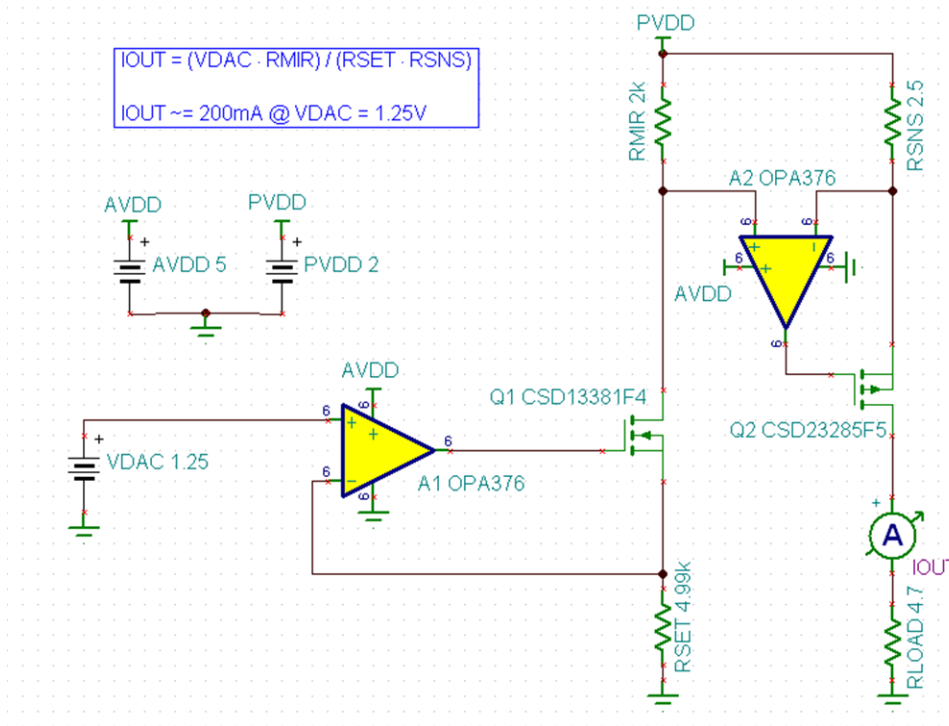 PVDD
IOUT = (VDAC · RMIR) / (RSET · RSNS)
IOUT ~= 200mA @ VDAC = 1.25V
RMIR 2k
RSNS 2.5
A2 OPA376
6
6
+
-
6
+
6
AVDD
6
AVDD
PVDD
+
AVDD 5
+
PVDD 2
AVDD
Q1 CSD13381F4
Q2 CSD23285F5
6
6
+
+
6
+
VDAC 1.25
6
-
6
A1 OPA376
+
A
IOU
RSET 4.99k
RLOAD 4.7